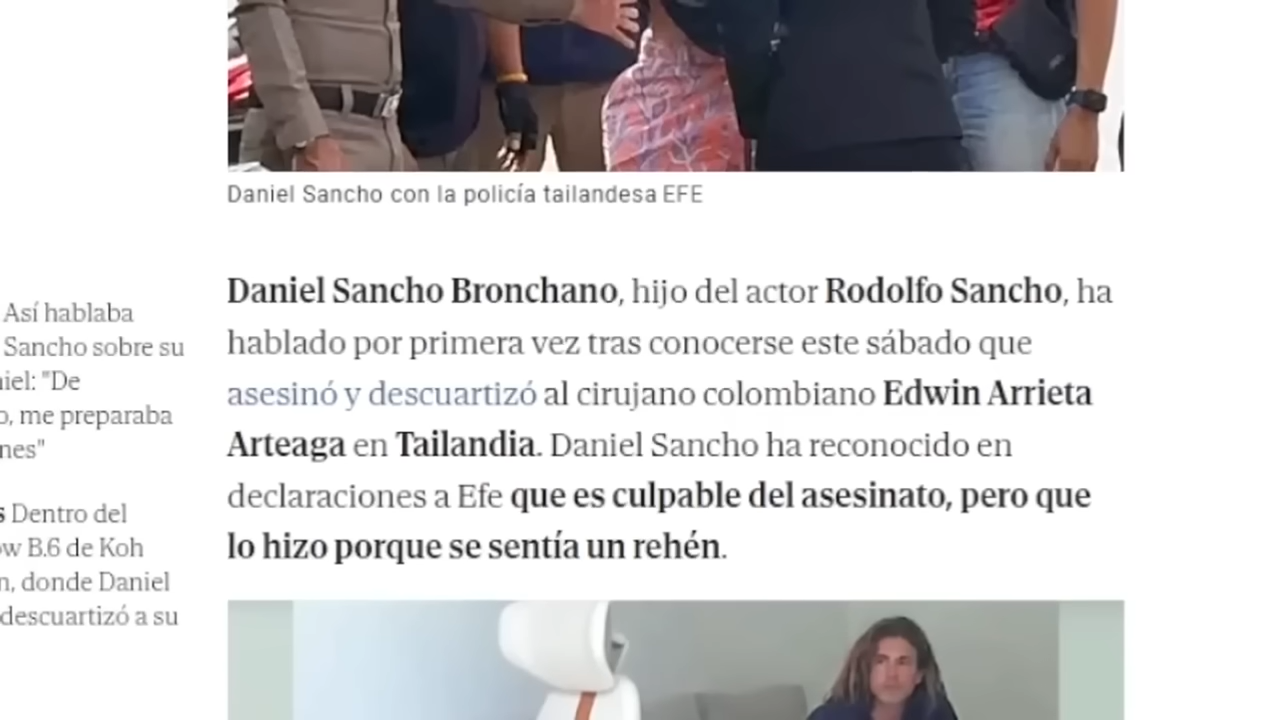 Daniel Sancho con la policía tailandesa EFE
Daniel Sancho Bronchano, hijo del actor Rodolfo Sancho, ha
hablado por primera vez tras conocerse este sábado que
asesinó y descuartizó al cirujano colombiano Edwin Arrieta
Arteaga en Tailandia. Daniel Sancho ha reconocido en
declaraciones a Efe que es culpable del asesinato, pero que
lo hizo porque se sentía un rehén.
Así hablaba
Sancho sobre su
iel: "De
o, me preparaba
nes"
s Dentro del
ow B.6 de Koh
n, donde Daniel
descuartizó a su